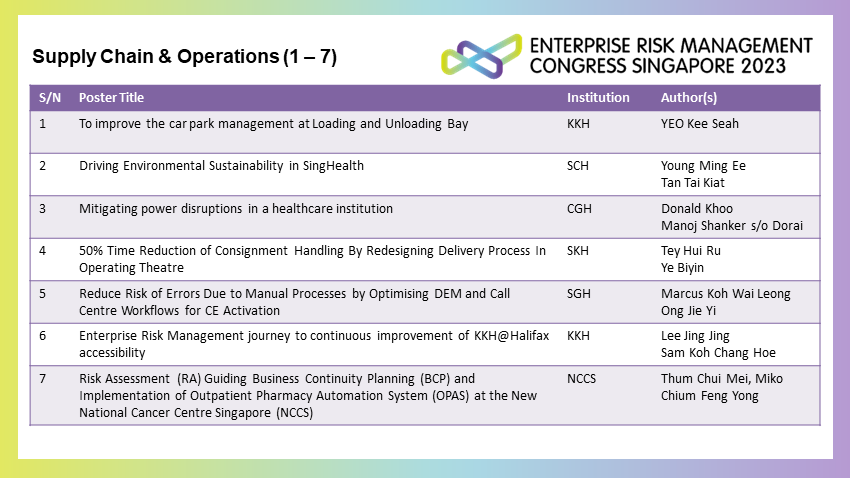 Supply Chain & Operations (1 – 7)
ENTERPRISE RISK MANAGEMENT
CONGRESS SINGAPORE 2023
S/N Poster Title Institution Author(s)
1 To improve the car park management at Loading and Unloading Bay KKH YEO Kee Seah
2 Driving Environmental Sustainability in SingHealth SCH Young Ming Ee
Tan Tai Kiat
3 Mitigating power disruptions in a healthcare institution CGH Donald Khoo
Manoj Shanker s/o Dorai
4 50% Time Reduction of Consignment Handling By Redesigning Delivery Process In SKH Tey Hui Ru
Operating Theatre Ye Biyin
5 Reduce Risk of Errors Due to Manual Processes by Optimising DEM and Call SGH Marcus Koh Wai Leong
Centre Workflows for CE Activation Ong Jie Yi
6 Enterprise Risk Management journey to continuous improvement of KKH@Halifax KKH Lee Jing Jing
accessibility Sam Koh Chang Hoe
7 Risk Assessment (RA) Guiding Business Continuity Planning (BCP) and NCCS Thum Chui Mei, Miko
Implementation of Outpatient Pharmacy Automation System (OPAS) at the New Chium Feng Yong
National Cancer Centre Singapore (NCCS)